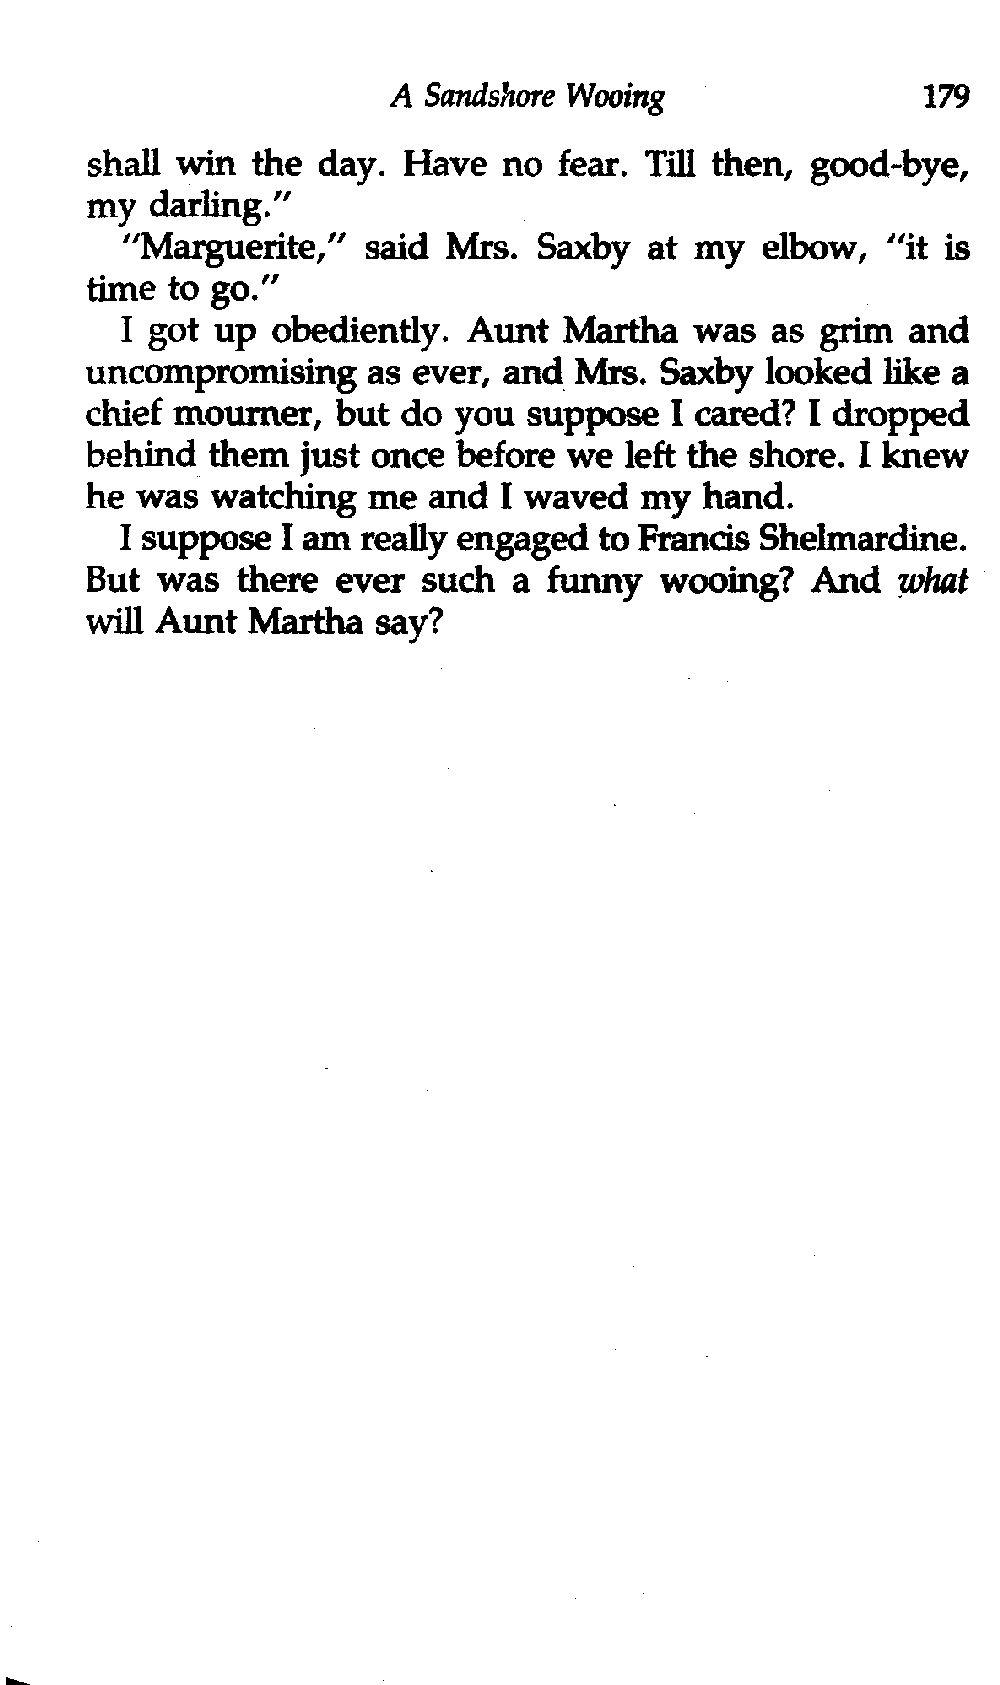 A Sandshore Wooing 179
shall win the day. Have no fear. Till then, good-bye,
my darling."
"Marguerite," said Mrs. Saxby at my elbow, "it is
time to go."
I got up obediently. Aunt Martha was as grim and
uncompromising as ever, and Mrs. Saxby looked like a
chief mourner, but do you suppose I cared? I dropped
behind them just once before we left the shore. I knew
he was watching me and I waved my hand.
I suppose I am really engaged to Francis Shelmardine.
But was there ever such a funny wooing? And what
will Aunt Martha say?